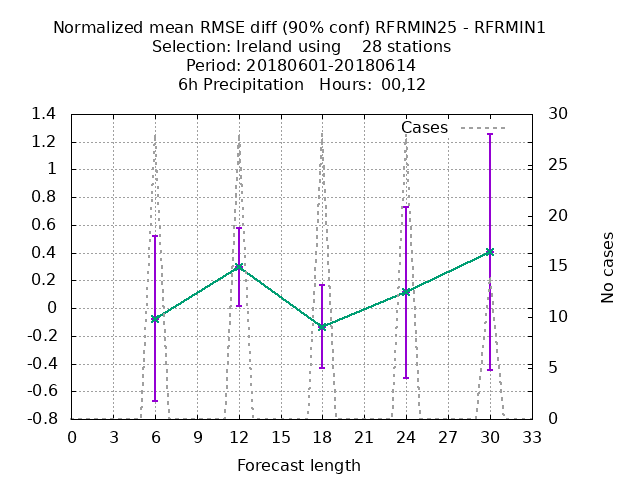 Normalized mean RMSE diff (90% conf) RFRMIN25 - RFRMIN1
Selection: Ireland using    28 stations
Period: 20180601-20180614
6h Precipitation   Hours:  00,12
Cases
1.4
1.2
1
0.8
0.6
0.4
0.2
0
-0.2
-0.4
-0.6
-0.8
30
25
20
15
10
5
0
No cases
0 3 6 9 12 15 18 21 24 27 30 33
Forecast length